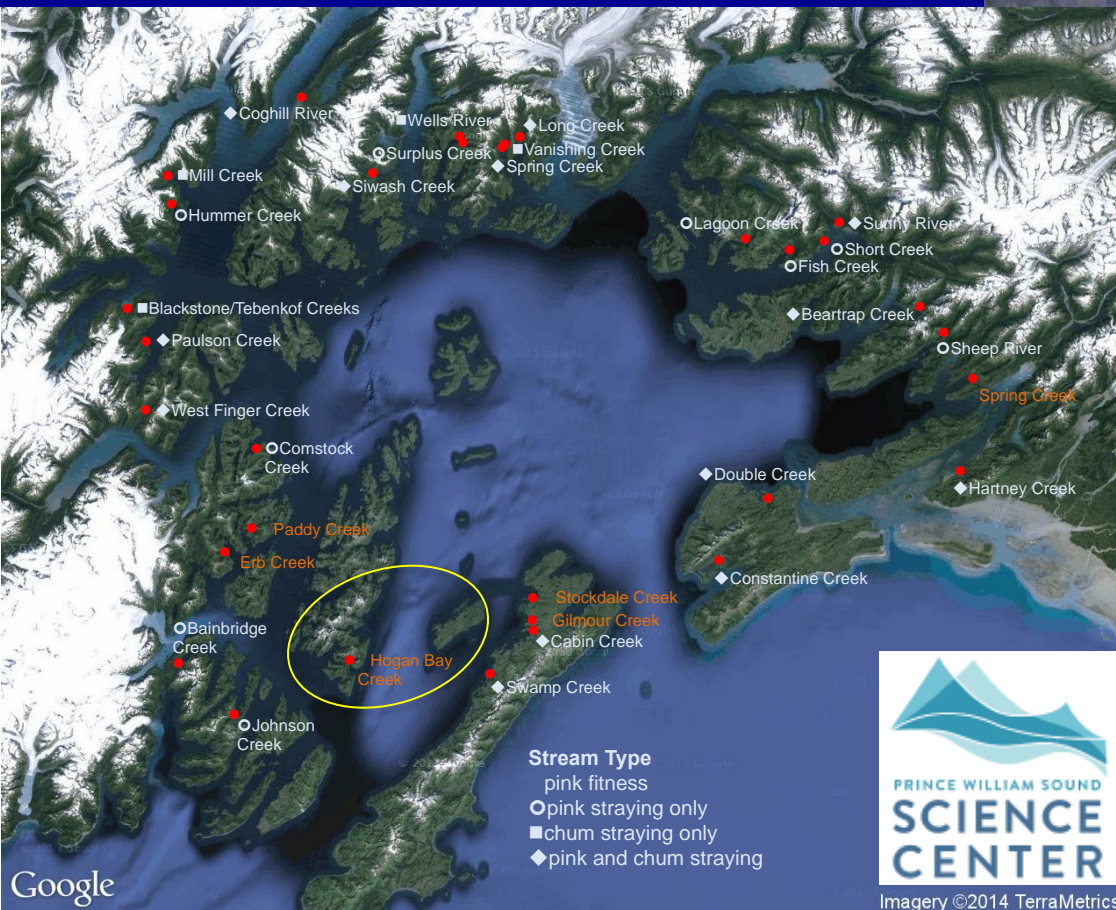 Coghill River
Wells River
Long Creek
Surplus Creek
Vanishing Creek
Spring Creek
Mill Creek
Siwash Creek
Hummer Creek
Lagoon Creek
Sunny River
Short Creek
Fish Creek
Blackstone/Tebenkof Creeks
Beartrap Creek
Paulson Creek
Sheep River
Spring Creek
West Finger Creek
Comstock
Creek
Double Creek
Hartney Creek
Paddy Creek
Erb Creek
Constantine Creek
Stockdale Creek
Gilmour Creek
Bainbridge
Creek
Cabin Creek
Hogan Bay
Creek
Swamp Creek
Johnson
Creek
Stream Type
pink fitness
pink straying only
chum straying only
pink and chum straying
PRINCE WILLIAM SOUND
SCIENCE
CENTER
Google
Imagery ©2014 TerraMetrics